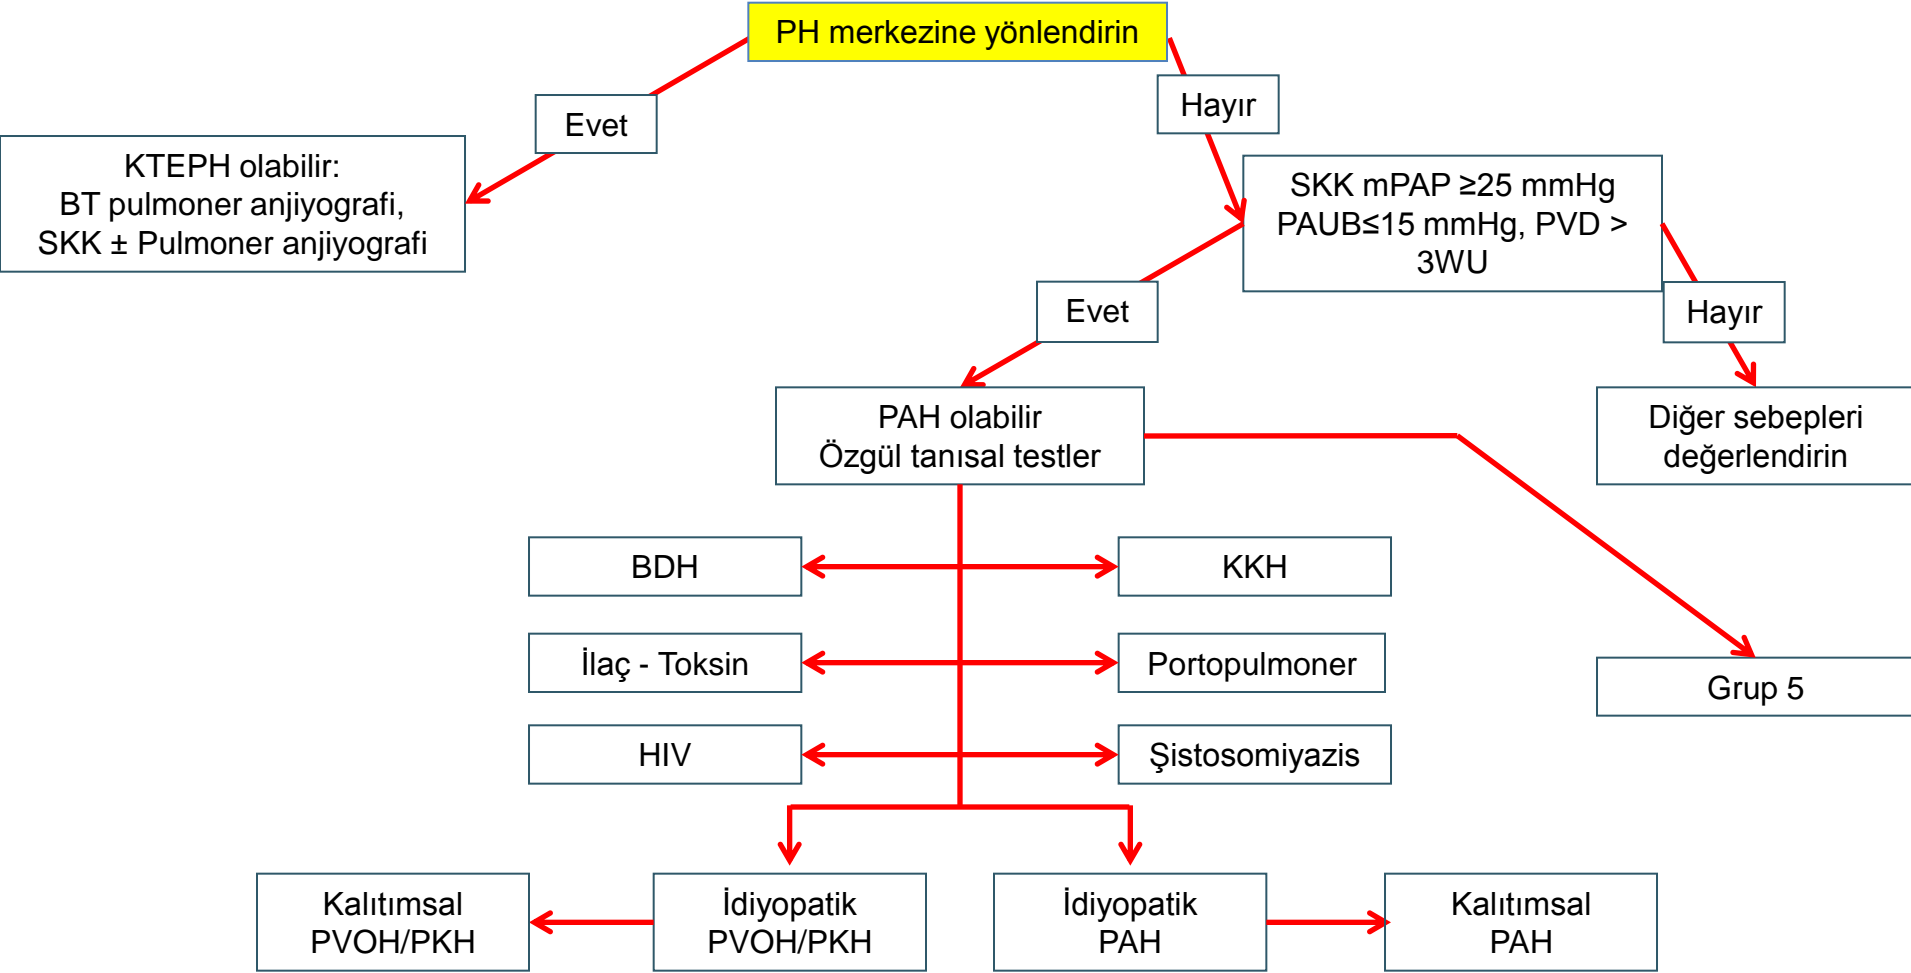 PH merkezine yönlendirin
Evet
Hayır
KTEPH olabilir:
BT pulmoner anjiyografi,
SKK ± Pulmoner anjiyografi
SKK mPAP ≥25 mmHg
PAUB≤15 mmHg, PVD >
3WU
Evet
Hayır
PAH olabilir
Özgül tanısal testler
Diğer sebepleri
değerlendirin
BDH
KKH
İlaç - Toksin
Portopulmoner
Grup 5
HIV
Şistosomiyazis
Kalıtımsal
PVOH/PKH
İdiyopatik
PVOH/PKH
İdiyopatik
PAH
Kalıtımsal
PAH